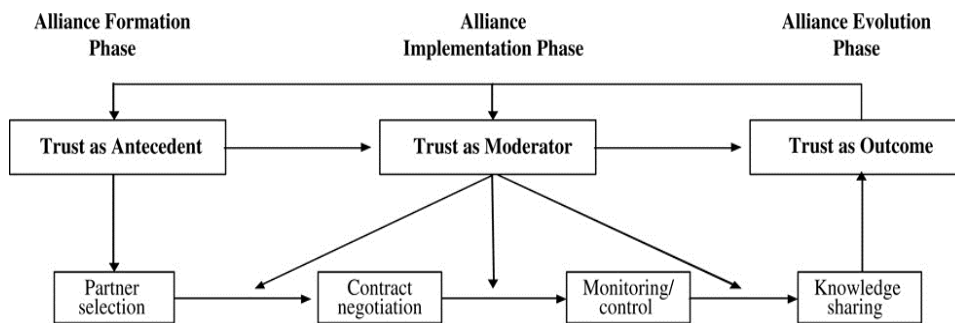 Alliance Formation
Phase
Alliance
Implementation Phase
Alliance Evolution
Phase
Trust as Antecedent
Trust as Moderator
Trust as Outcome
Partner
selection
Contract
negotiation
Monitoring/
control
Knowledge
sharing